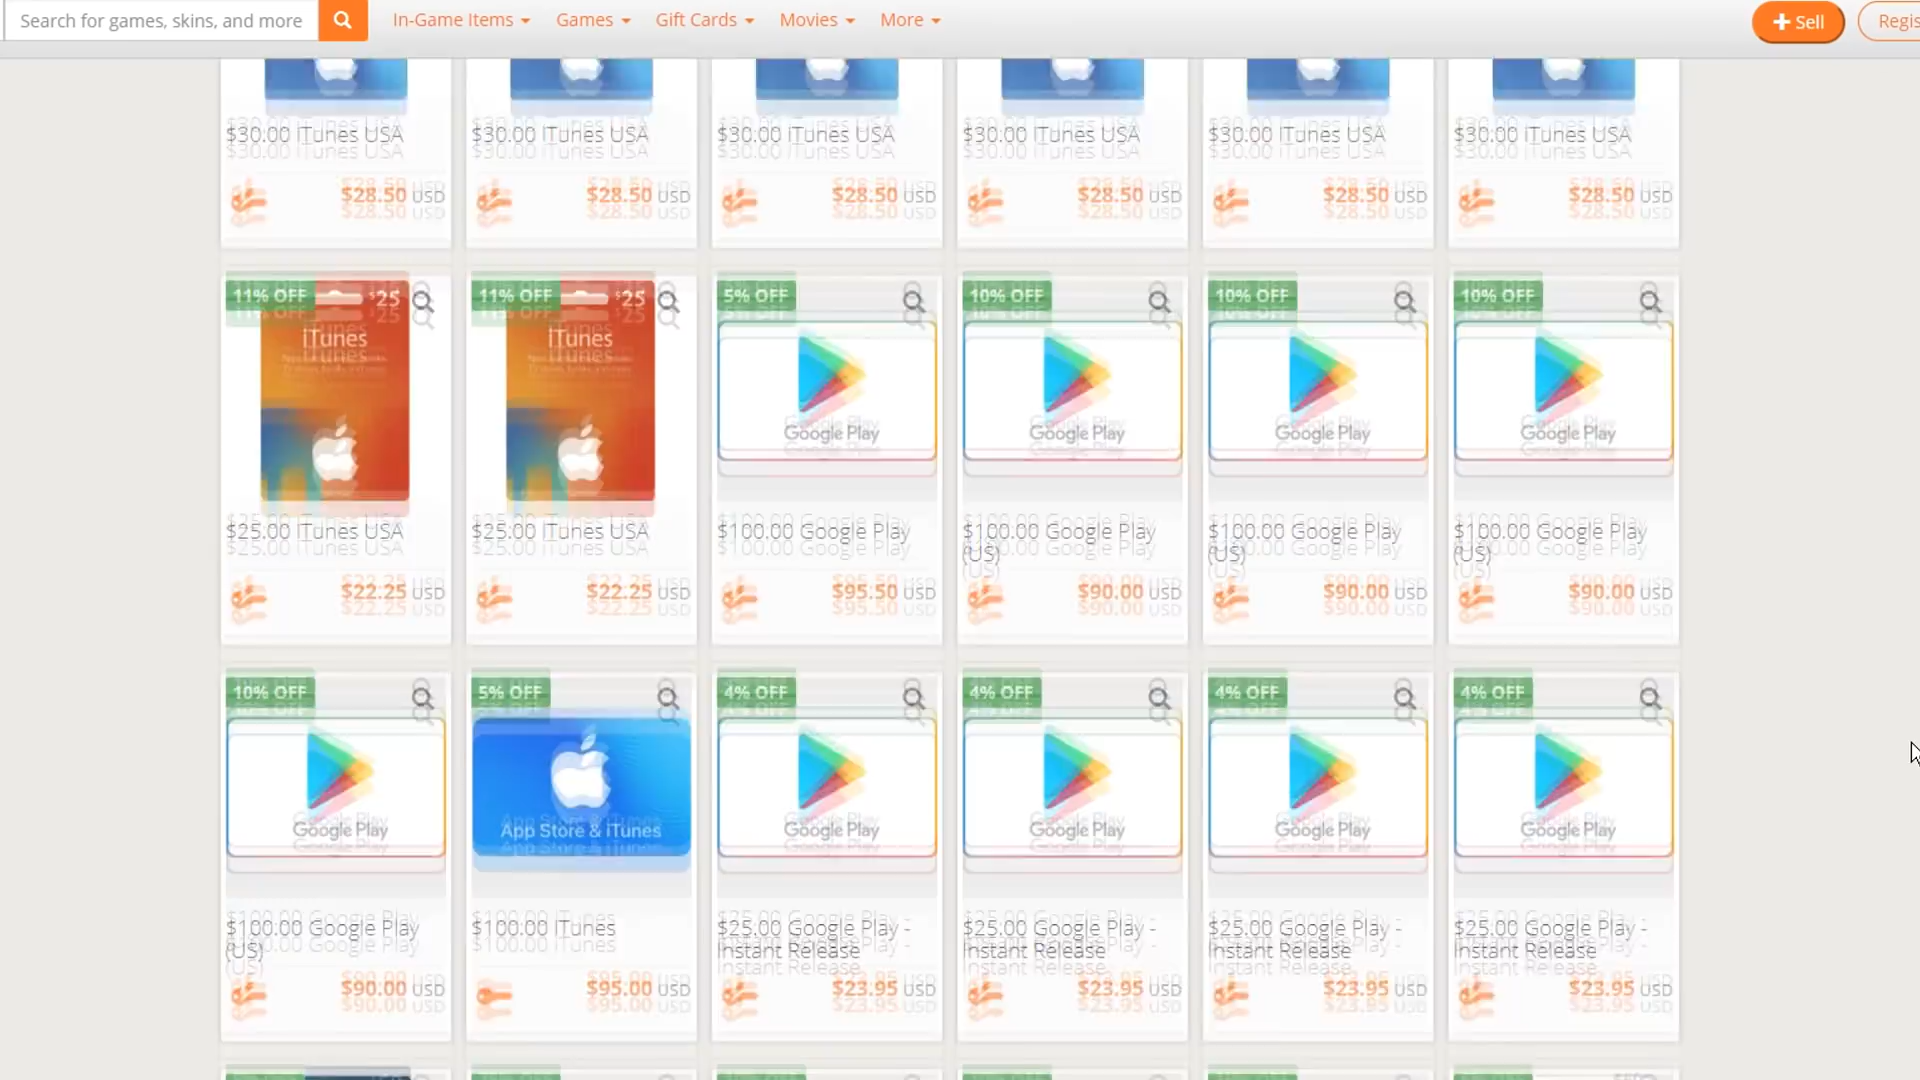 Search for games, skins, and more
In-Game Items
Games
Gift Cards
Movies
More
+ Sell
Regis
$30.00 iTunes USA
$30.00 iTunes USA
$30.00 iTunes USA
$30.00 iTunes USA
$30.00 iTunes USA
$30.00 iTunes USA
$28.50 USD
$28.50 USD
$28.50 USD
$28.50 USD
$28.50 USD
$28.50 USD
11% OFF
$25
iTunes
11% OFF
$25
iTunes
5% OFF
Google Play
10% OFF
Google Play
10% OFF
Google Play
10% OFF
Google Play
$25.00 iTunes USA
$25.00 iTunes USA
$100.00 Google Play
$100.00 Google Play
(US)
$100.00 Google Play
(US)
$100.00 Google Play
(US)
$22.25 USD
$22.25 USD
$95.50 USD
$90.00 USD
$90.00 USD
$90.00 USD
10% OFF
Google Play
5% OFF
App Store & iTunes
4% OFF
Google Play
4% OFF
Google Play
4% OFF
Google Play
4% OFF
Google Play
$100.00 Google Play
(US)
$100.00 iTunes
$25.00 Google Play -
Instant Release
$25.00 Google Play -
Instant Release
$25.00 Google Play -
Instant Release
$25.00 Google Play -
Instant Release
$90.00 USD
$95.00 USD
$23.95 USD
$23.95 USD
$23.95 USD
$23.95 USD